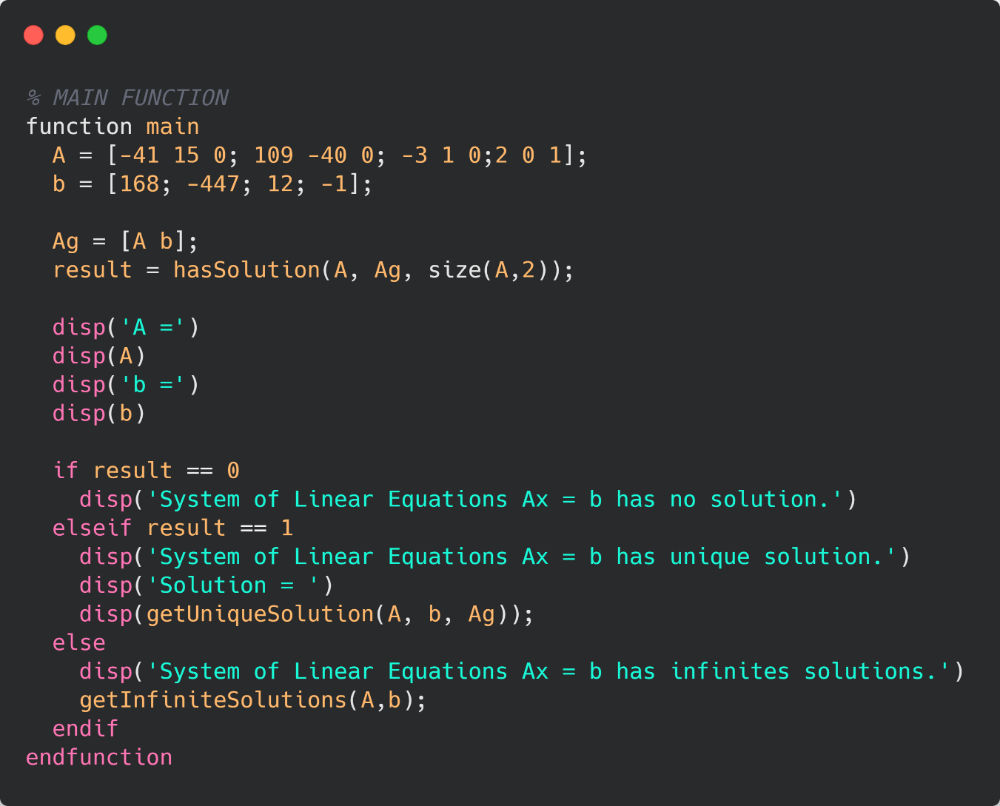 % MAIN FUNCTION
function main
  A = [-41 15 0; 109 -40 0; -3 1 0;2 0 1];
  b = [168; -447; 12; -1];

  Ag = [A b];
  result = hasSolution(A, Ag, size(A,2));

  disp('A =')
  disp(A)
  disp('b =')
  disp(b)

  if result == 0
    disp('System of Linear Equations Ax = b has no solution.')
  elseif result == 1
    disp('System of Linear Equations Ax = b has unique solution.')
    disp('Solution = ')
    disp(getUniqueSolution(A, b, Ag));
  else
    disp('System of Linear Equations Ax = b has infinites solutions.')
    getInfiniteSolutions(A,b);
  endif
endfunction